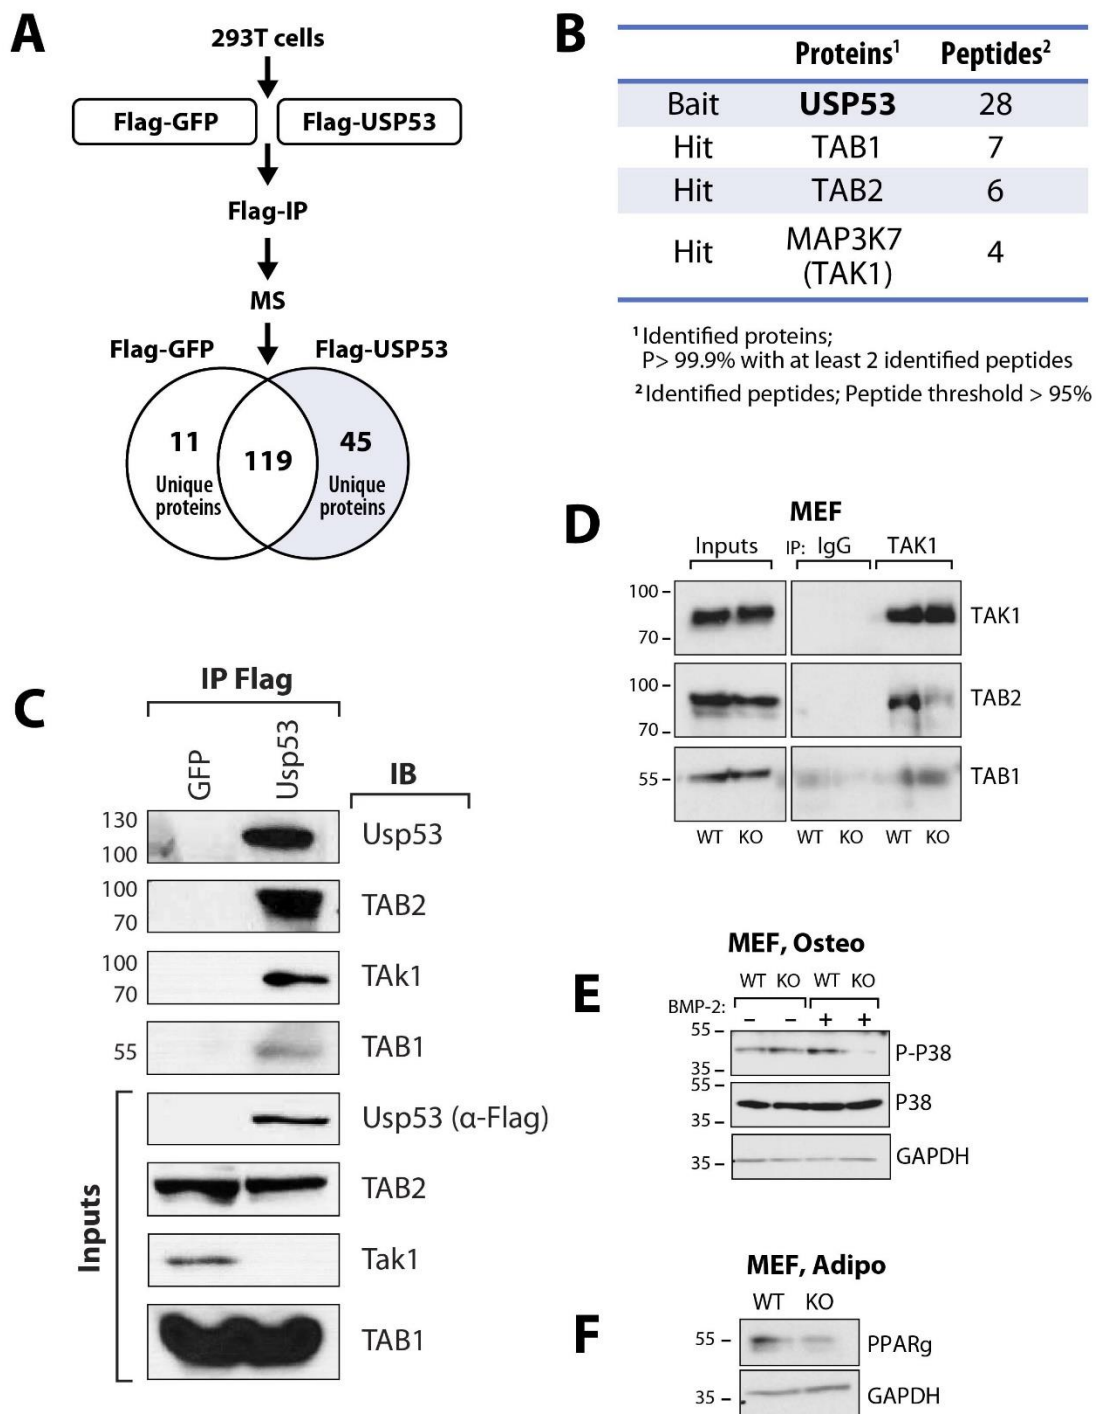 A
293T cells
Flag-GFP Flag-USP53
Flag-IP
MS
Flag-GFP Flag-USP53
11 119 45
Unique proteins Unique proteins
B
Proteins¹ Peptides²
Bait USP53 28
Hit TAB1 7
Hit TAB2 6
Hit MAP3K7 (TAK1) 4
¹ Identified proteins;
P> 99.9% with at least 2 identified peptides
² Identified peptides; Peptide threshold > 95%
C
IP Flag
GFP Usp53
IB
130
100
Usp53
100
70
TAB2
100
70
TAk1
55
TAB1
Inputs
Usp53 (α-Flag)
TAB2
Tak1
TAB1
D
MEF
Inputs IP: IgG TAK1
100 –
70 –
TAK1
100 –
70 –
TAB2
55 –
TAB1
WT KO WT KO WT KO
E
MEF, Osteo
WT KO WT KO
BMP-2: – – + +
55 –
35 –
P-P38
55 –
35 –
P38
35 –
GAPDH
F
MEF, Adipo
WT KO
55 –
PPARg
35 –
GAPDH